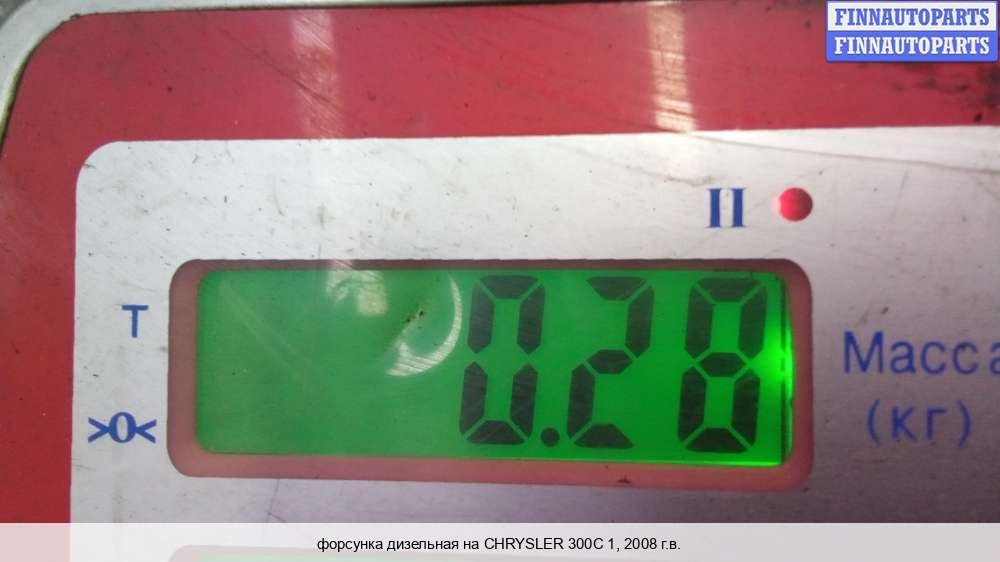 FINNAUTOPARTS
FINNAUTOPARTS
II
T
0.28
Масса
>0<
(кг)
форсунка дизельная на CHRYSLER 300C 1, 2008 г.в.